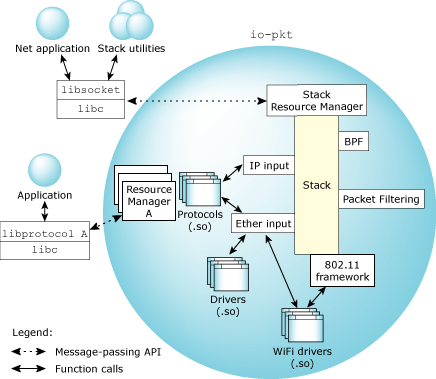 io-pkt
Net application
Stack utilities
libsocket
libc
Stack
Resource Manager
BPF
IP input
Stack
Application
Resource
Manager
A
Protocols
(.so)
Packet Filtering
Ether input
libprotocol A
libc
802.11
framework
Drivers
(.so)
WiFi drivers
(.so)
Legend:
Message-passing API
Function calls